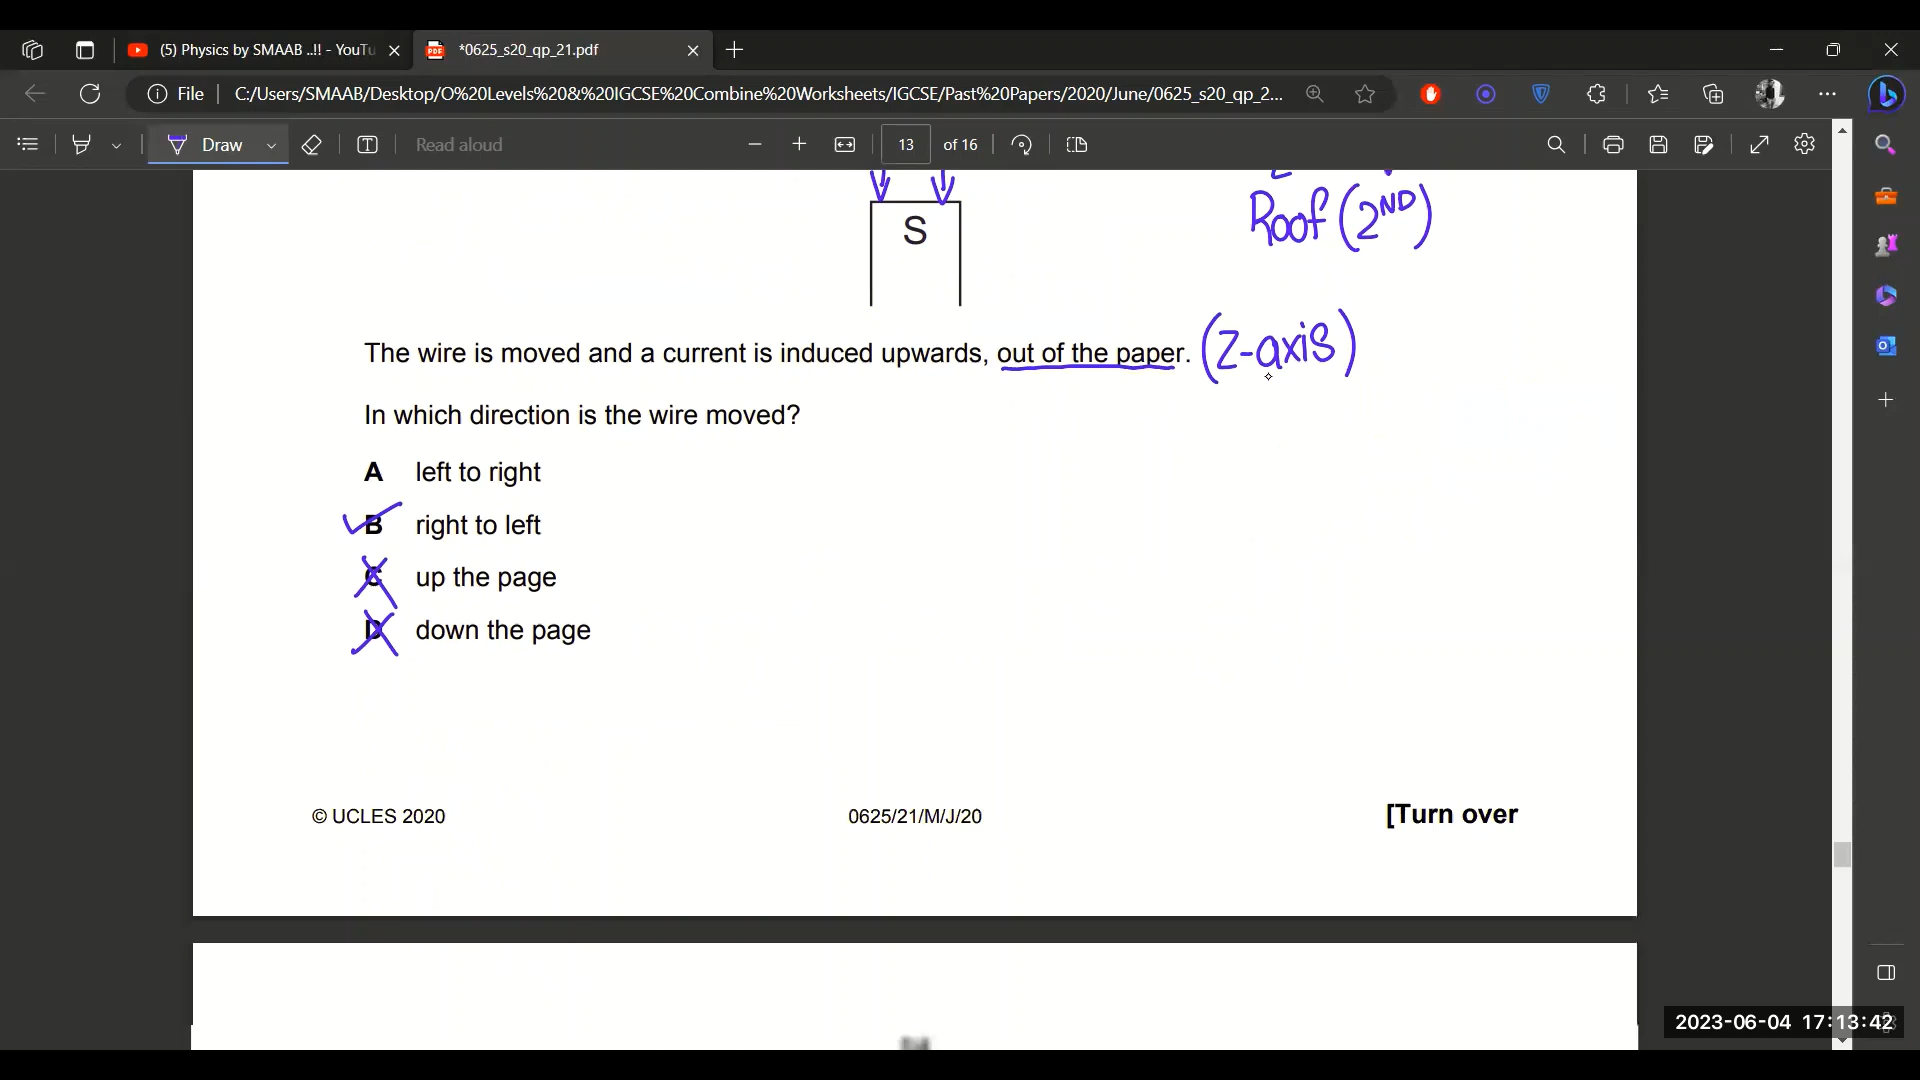 (5) Physics by SMAAB ..!! - YouTu
*0625_s20_qp_21.pdf
File
C:/Users/SMAAB/Desktop/O%20Levels%20&%20IGCSE%20Combine%20Worksheets/IGCSE/Past%20Papers/2020/June/0625_s20_qp_2...
Draw
Read aloud
13 of 16
S
Roof (2ND)
The wire is moved and a current is induced upwards, out of the paper. (Z-axis)
In which direction is the wire moved?
A left to right
B right to left
C up the page
D down the page
© UCLES 2020
0625/21/M/J/20
[Turn over
2023-06-04 17:13:42